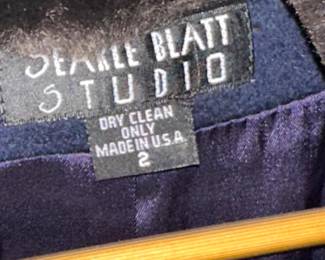 SEARLE BLATT
STUDIO
DRY CLEAN
ONLY
MADE IN U.S.A.
2